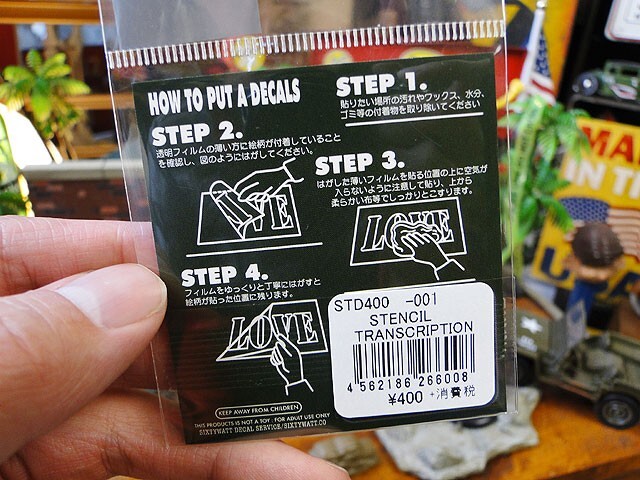 HOW TO PUT A DECALS
STEP 1.
貼りたい場所の汚れやワックス、水分、
ゴミ等の付着物を取り除いてください
STEP 2.
透明フィルムの薄い方に絵柄が付着していること
を確認し、図のようにはがしてください。
VE
STEP 3.
はがした薄いフィルムを貼る位置の上に空気が
入らないように注意して貼り、上から
柔らかい布等でしっかりとこすります。
LOVE
STEP 4.
フィルムをゆっくりと丁寧にはがすと
絵柄が貼った位置に残ります。
LOVE
STD400 -001
STENCIL
TRANSCRIPTION
4 562186 266008
¥400 +消費税
KEEP AWAY FROM CHILDREN
THIS PRODUCTS IS NOT A TOY · FOR ADULT USE ONLY
SIXTYWATT DECAL SERVICE/SIXTYWATT.CO
MA
IN T